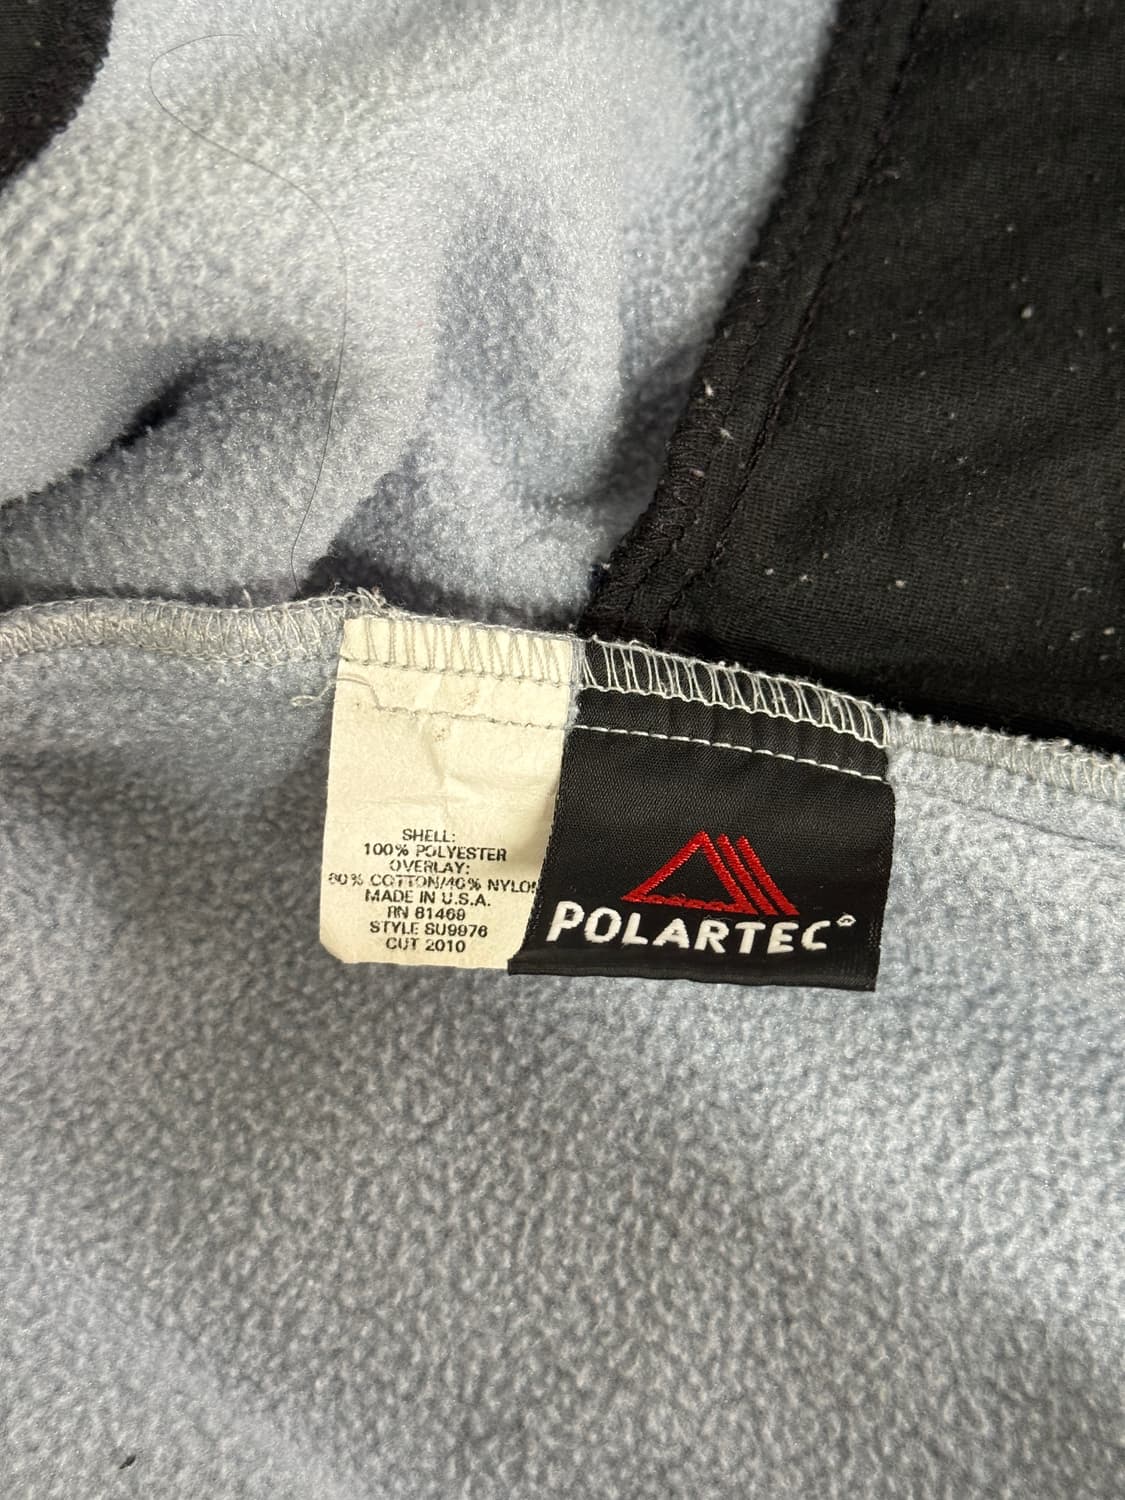 SHELL:
100% POLYESTER
OVERLAY:
60% COTTON/40% NYLON
MADE IN U.S.A.
RN 81469
STYLE SU9976
CUT 2010
POLARTEC®